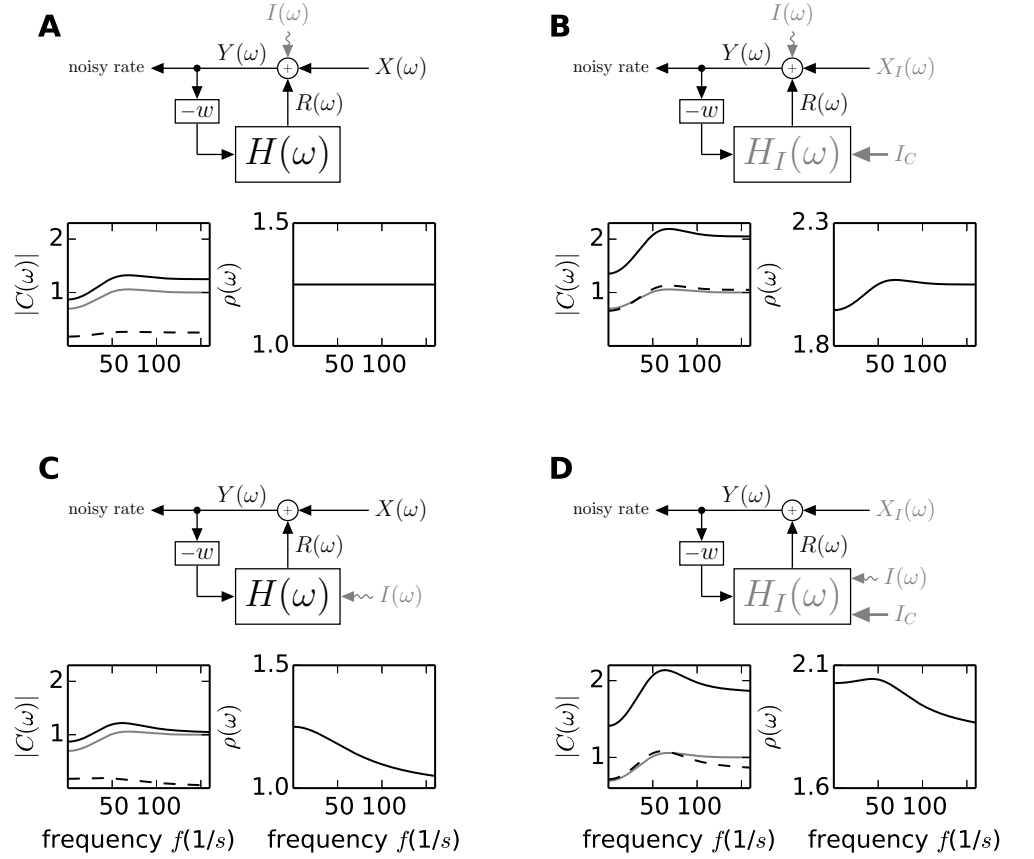 A
I(ω)
noisy rate
Y(ω)
+
X(ω)
−w
R(ω)
H(ω)
|C(ω)|
2
1
50 100
ρ(ω)
1.5
1.0
50 100
B
I(ω)
noisy rate
Y(ω)
+
X_I(ω)
−w
R(ω)
H_I(ω)
I_C
|C(ω)|
2
1
50 100
ρ(ω)
2.3
1.8
50 100
C
noisy rate
Y(ω)
+
X(ω)
−w
R(ω)
H(ω)
I(ω)
|C(ω)|
2
1
50 100
frequency f(1/s)
ρ(ω)
1.5
1.0
50 100
frequency f(1/s)
D
noisy rate
Y(ω)
+
X_I(ω)
−w
R(ω)
H_I(ω)
I(ω)
I_C
|C(ω)|
2
1
50 100
frequency f(1/s)
ρ(ω)
2.1
1.6
50 100
frequency f(1/s)